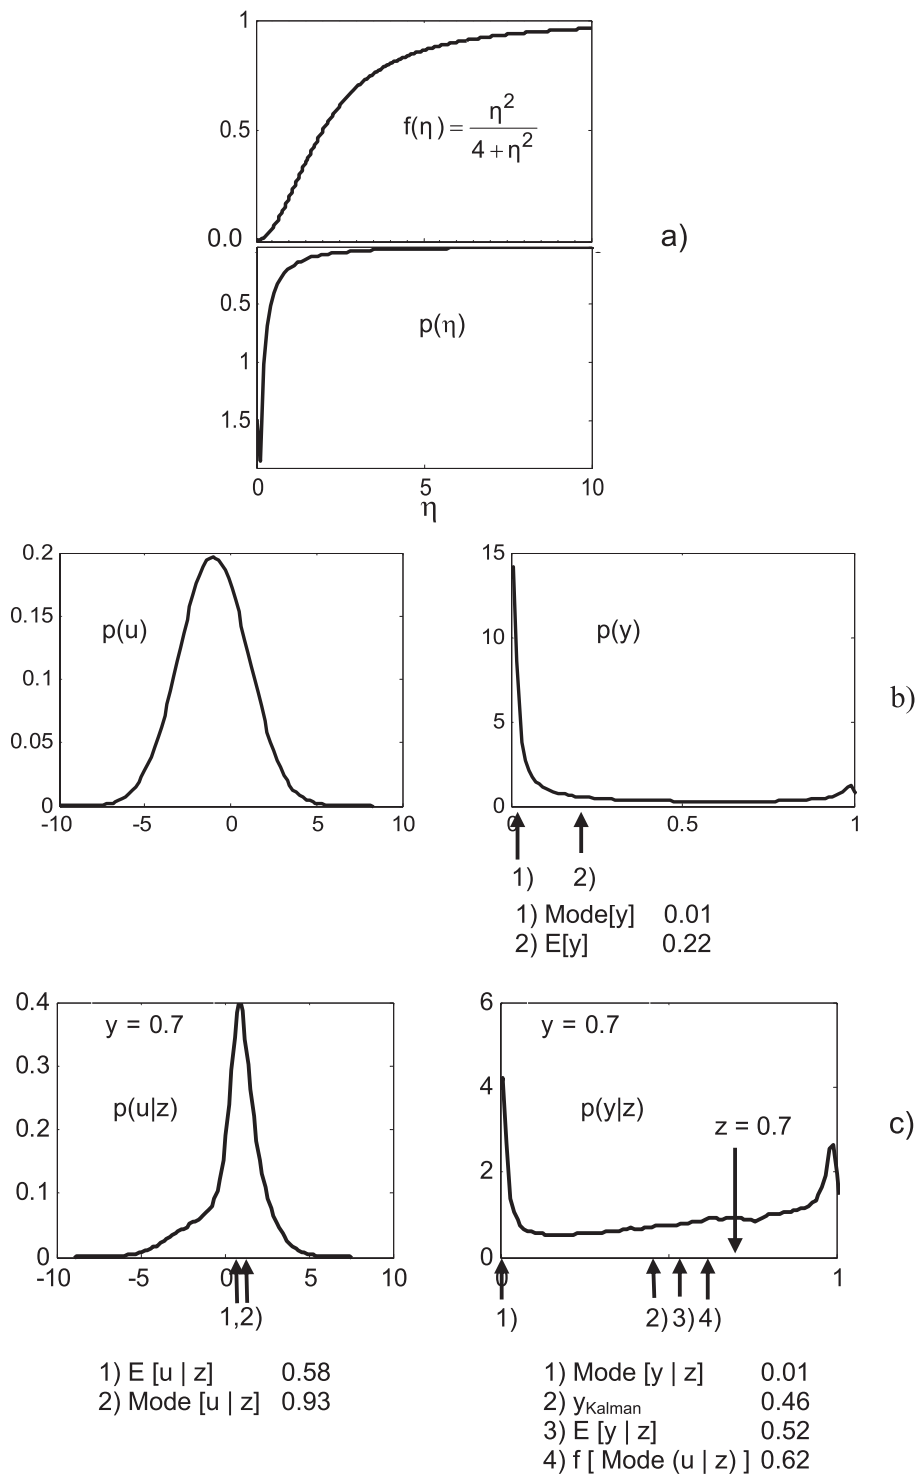 1
0.5
0.0
f(η) = η² / (4 + η²)
a)
0.5
1
1.5
p(η)
0 5 10
η
0.2
0.15
0.1
0.05
0
p(u)
-10 -5 0 5 10
15
10
5
0
p(y)
b)
0 0.5 1
1) 2)
1) Mode[y] 0.01
2) E[y] 0.22
0.4
0.3
0.2
0.1
0
y = 0.7
p(u|z)
-10 -5 0 5 10
1,2)
1) E [u | z] 0.58
2) Mode [u | z] 0.93
6
4
2
0
y = 0.7
p(y|z)
z = 0.7
c)
0 1
1) 2) 3) 4)
1) Mode [y | z] 0.01
2) yKalman 0.46
3) E [y | z] 0.52
4) f [ Mode (u | z) ] 0.62